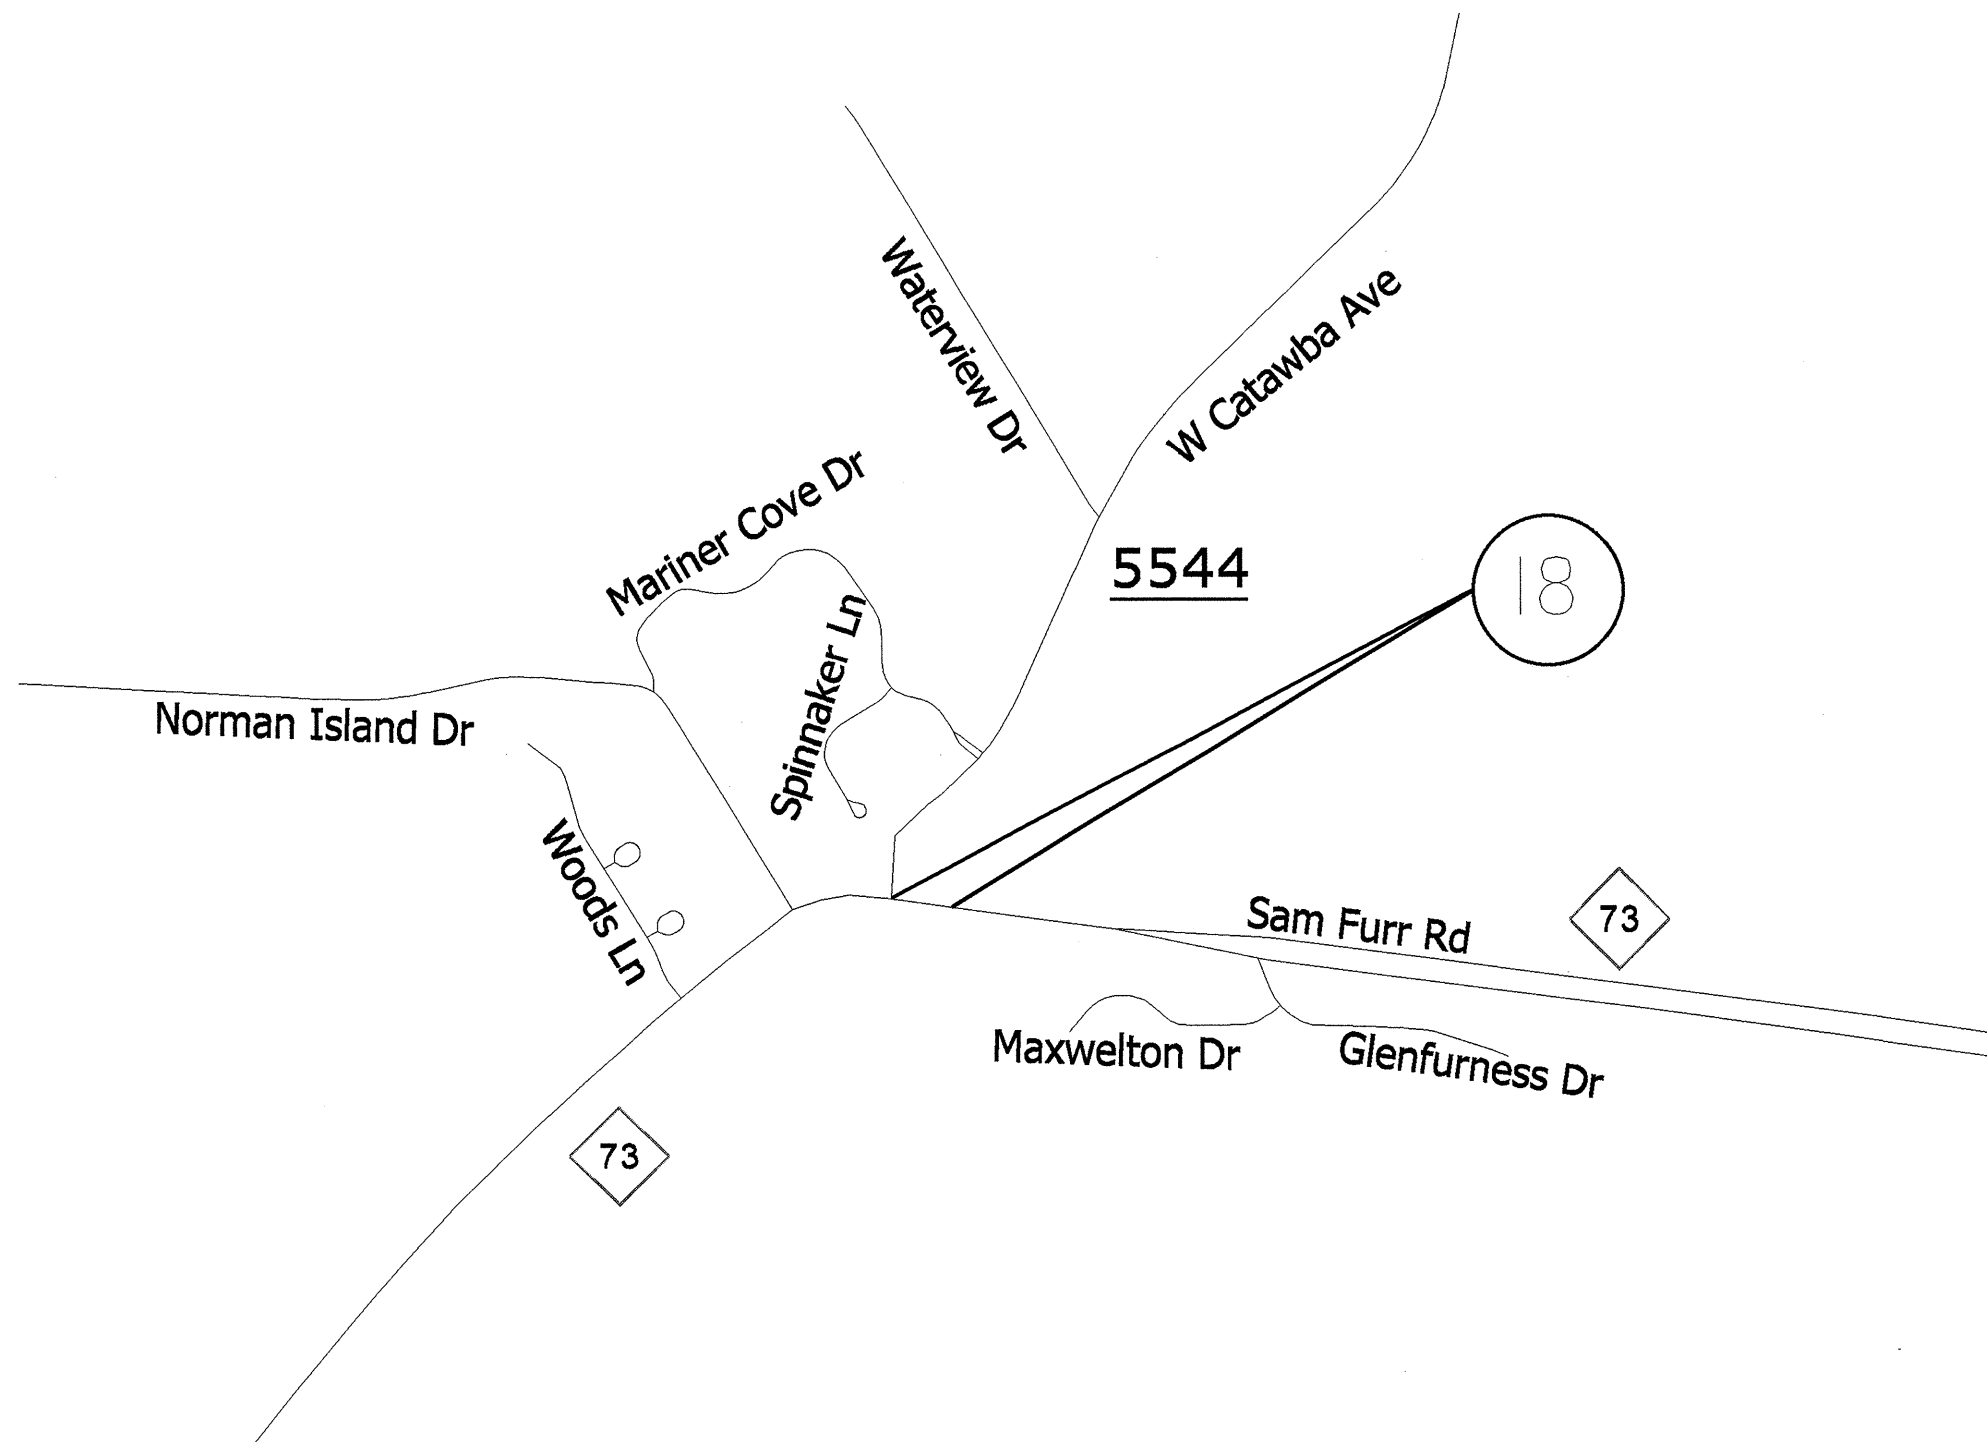 Waterview Dr
W Catawba Ave
Mariner Cove Dr
5544
18
Spinnaker Ln
Norman Island Dr
Woods Ln
Sam Furr Rd
73
Maxwelton Dr
Glenfurness Dr
73